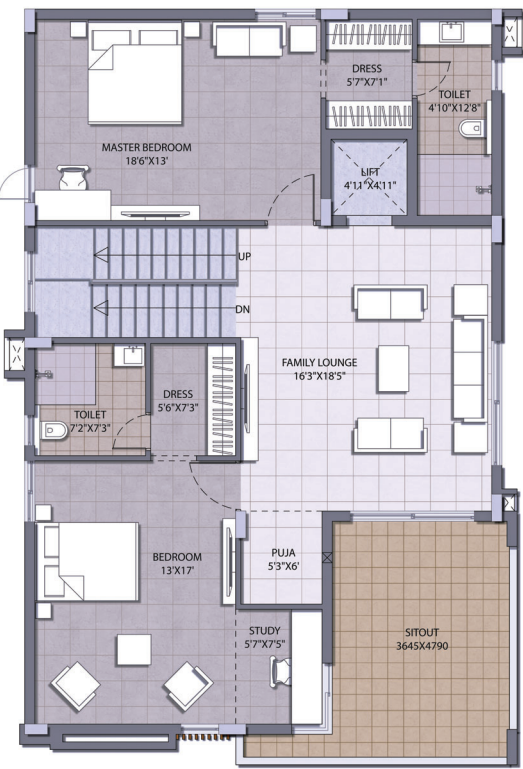 DRESS
5'7"X7'1"
TOILET
4'10"X12'8"
MASTER BEDROOM
18'6"X13'
LIFT
4'11"X4'11"
UP
DN
FAMILY LOUNGE
16'3"X18'5"
DRESS
5'6"X7'3"
TOILET
7'2"X7'3"
BEDROOM
13'X17'
PUJA
5'3"X6'
STUDY
5'7"X7'5"
SITOUT
3645X4790